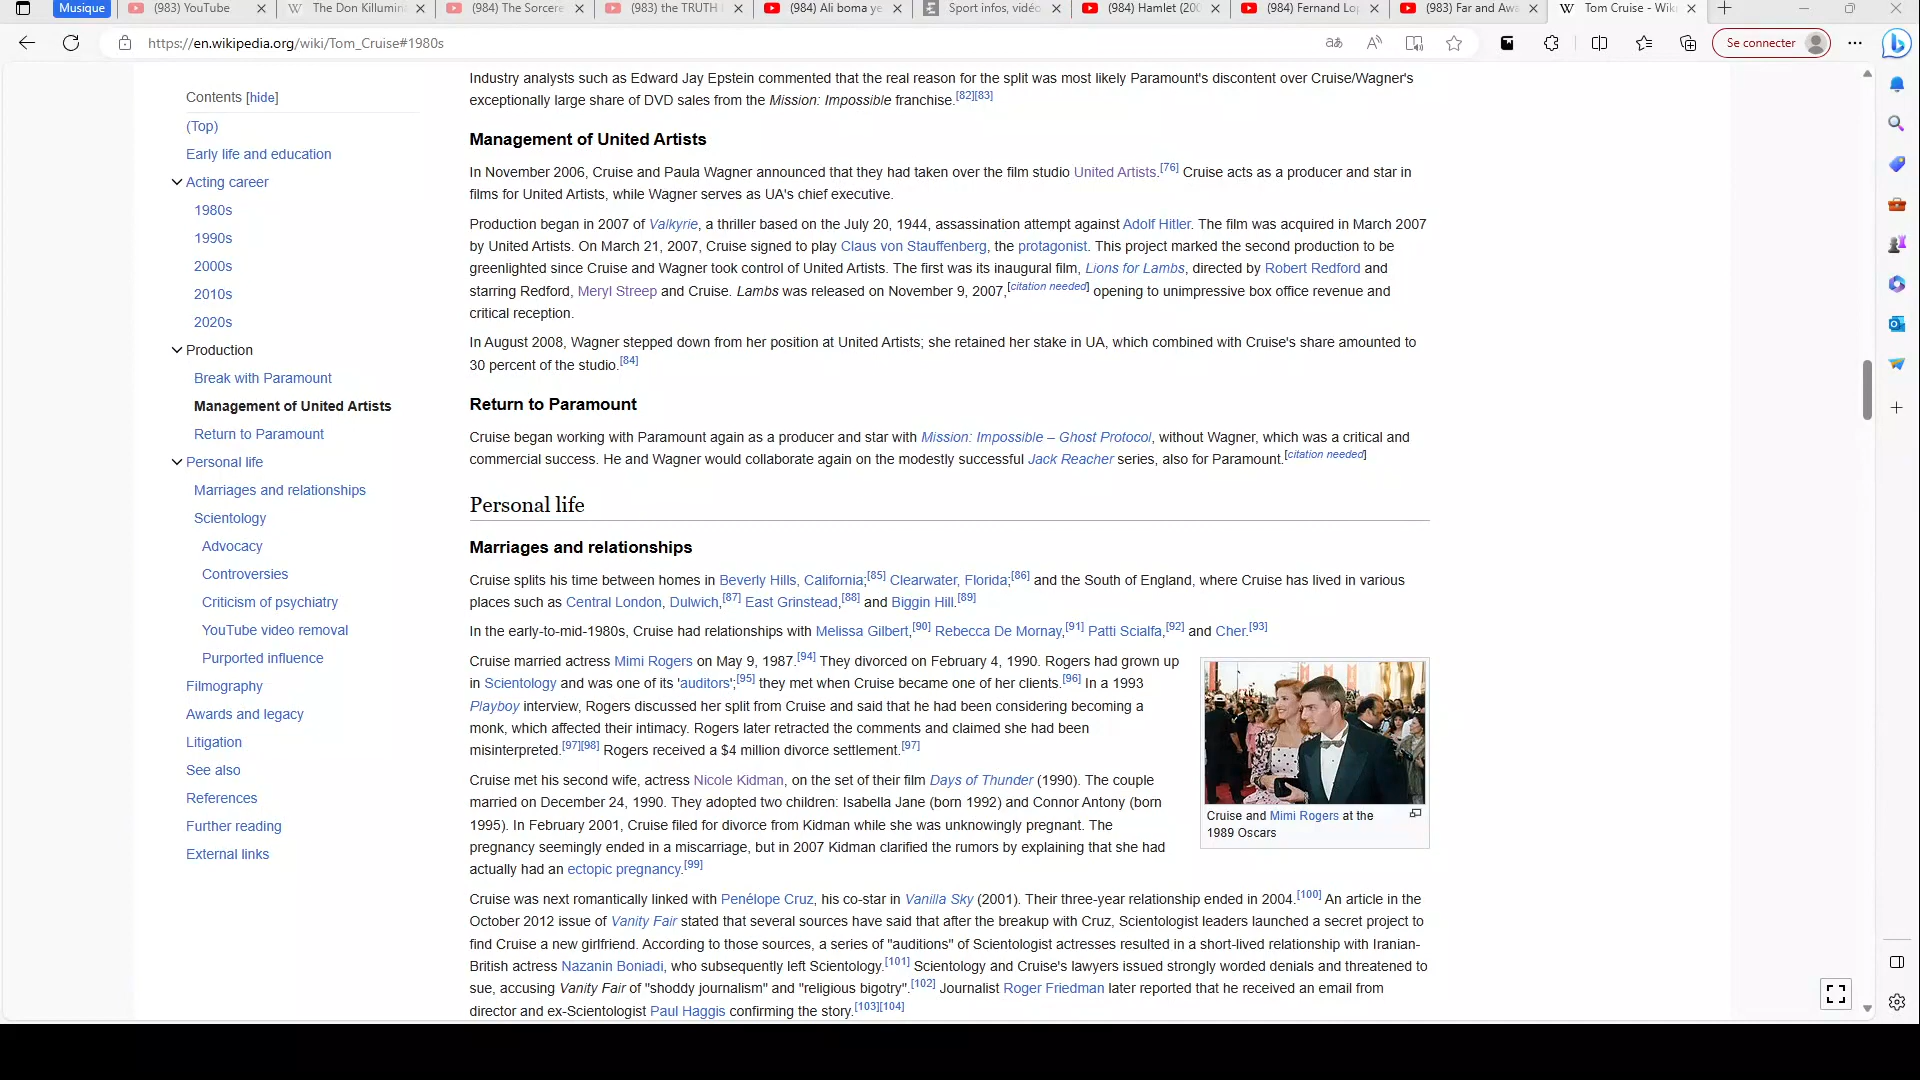 Musique
(983) YouTube
The Don Killumin
(984) The Sorcere
(983) the TRUTH
(984) Ali boma ye
Sport infos, vidéo
(984) Hamlet (200
(984) Fernand Lo
(983) Far and Awa
Tom Cruise - Wiki
https://en.wikipedia.org/wiki/Tom_Cruise#1980s
Se connecter
Contents [hide]
(Top)
Early life and education
Acting career
1980s
1990s
2000s
2010s
2020s
Production
Break with Paramount
Management of United Artists
Return to Paramount
Personal life
Marriages and relationships
Scientology
Advocacy
Controversies
Criticism of psychiatry
YouTube video removal
Purported influence
Filmography
Awards and legacy
Litigation
See also
References
Further reading
External links
Industry analysts such as Edward Jay Epstein commented that the real reason for the split was most likely Paramount's discontent over Cruise/Wagner's
exceptionally large share of DVD sales from the Mission: Impossible franchise.[82][83]
Management of United Artists
In November 2006, Cruise and Paula Wagner announced that they had taken over the film studio United Artists.[76] Cruise acts as a producer and star in
films for United Artists, while Wagner serves as UA's chief executive.
Production began in 2007 of Valkyrie, a thriller based on the July 20, 1944, assassination attempt against Adolf Hitler. The film was acquired in March 2007
by United Artists. On March 21, 2007, Cruise signed to play Claus von Stauffenberg, the protagonist. This project marked the second production to be
greenlighted since Cruise and Wagner took control of United Artists. The first was its inaugural film, Lions for Lambs, directed by Robert Redford and
starring Redford, Meryl Streep and Cruise. Lambs was released on November 9, 2007,[citation needed] opening to unimpressive box office revenue and
critical reception.
In August 2008, Wagner stepped down from her position at United Artists; she retained her stake in UA, which combined with Cruise's share amounted to
30 percent of the studio.[84]
Return to Paramount
Cruise began working with Paramount again as a producer and star with Mission: Impossible – Ghost Protocol, without Wagner, which was a critical and
commercial success. He and Wagner would collaborate again on the modestly successful Jack Reacher series, also for Paramount.[citation needed]
Personal life
Marriages and relationships
Cruise splits his time between homes in Beverly Hills, California;[85] Clearwater, Florida;[86] and the South of England, where Cruise has lived in various
places such as Central London, Dulwich,[87] East Grinstead,[88] and Biggin Hill.[89]
In the early-to-mid-1980s, Cruise had relationships with Melissa Gilbert,[90] Rebecca De Mornay,[91] Patti Scialfa,[92] and Cher.[93]
Cruise married actress Mimi Rogers on May 9, 1987.[94] They divorced on February 4, 1990. Rogers had grown up
in Scientology and was one of its 'auditors';[95] they met when Cruise became one of her clients.[96] In a 1993
Playboy interview, Rogers discussed her split from Cruise and said that he had been considering becoming a
monk, which affected their intimacy. Rogers later retracted the comments and claimed she had been
misinterpreted.[97][98] Rogers received a $4 million divorce settlement.[97]
Cruise and Mimi Rogers at the
1989 Oscars
Cruise met his second wife, actress Nicole Kidman, on the set of their film Days of Thunder (1990). The couple
married on December 24, 1990. They adopted two children: Isabella Jane (born 1992) and Connor Antony (born
1995). In February 2001, Cruise filed for divorce from Kidman while she was unknowingly pregnant. The
pregnancy seemingly ended in a miscarriage, but in 2007 Kidman clarified the rumors by explaining that she had
actually had an ectopic pregnancy.[99]
Cruise was next romantically linked with Penélope Cruz, his co-star in Vanilla Sky (2001). Their three-year relationship ended in 2004.[100] An article in the
October 2012 issue of Vanity Fair stated that several sources have said that after the breakup with Cruz, Scientologist leaders launched a secret project to
find Cruise a new girlfriend. According to those sources, a series of "auditions" of Scientologist actresses resulted in a short-lived relationship with Iranian-
British actress Nazanin Boniadi, who subsequently left Scientology.[101] Scientology and Cruise's lawyers issued strongly worded denials and threatened to
sue, accusing Vanity Fair of "shoddy journalism" and "religious bigotry".[102] Journalist Roger Friedman later reported that he received an email from
director and ex-Scientologist Paul Haggis confirming the story.[103][104]